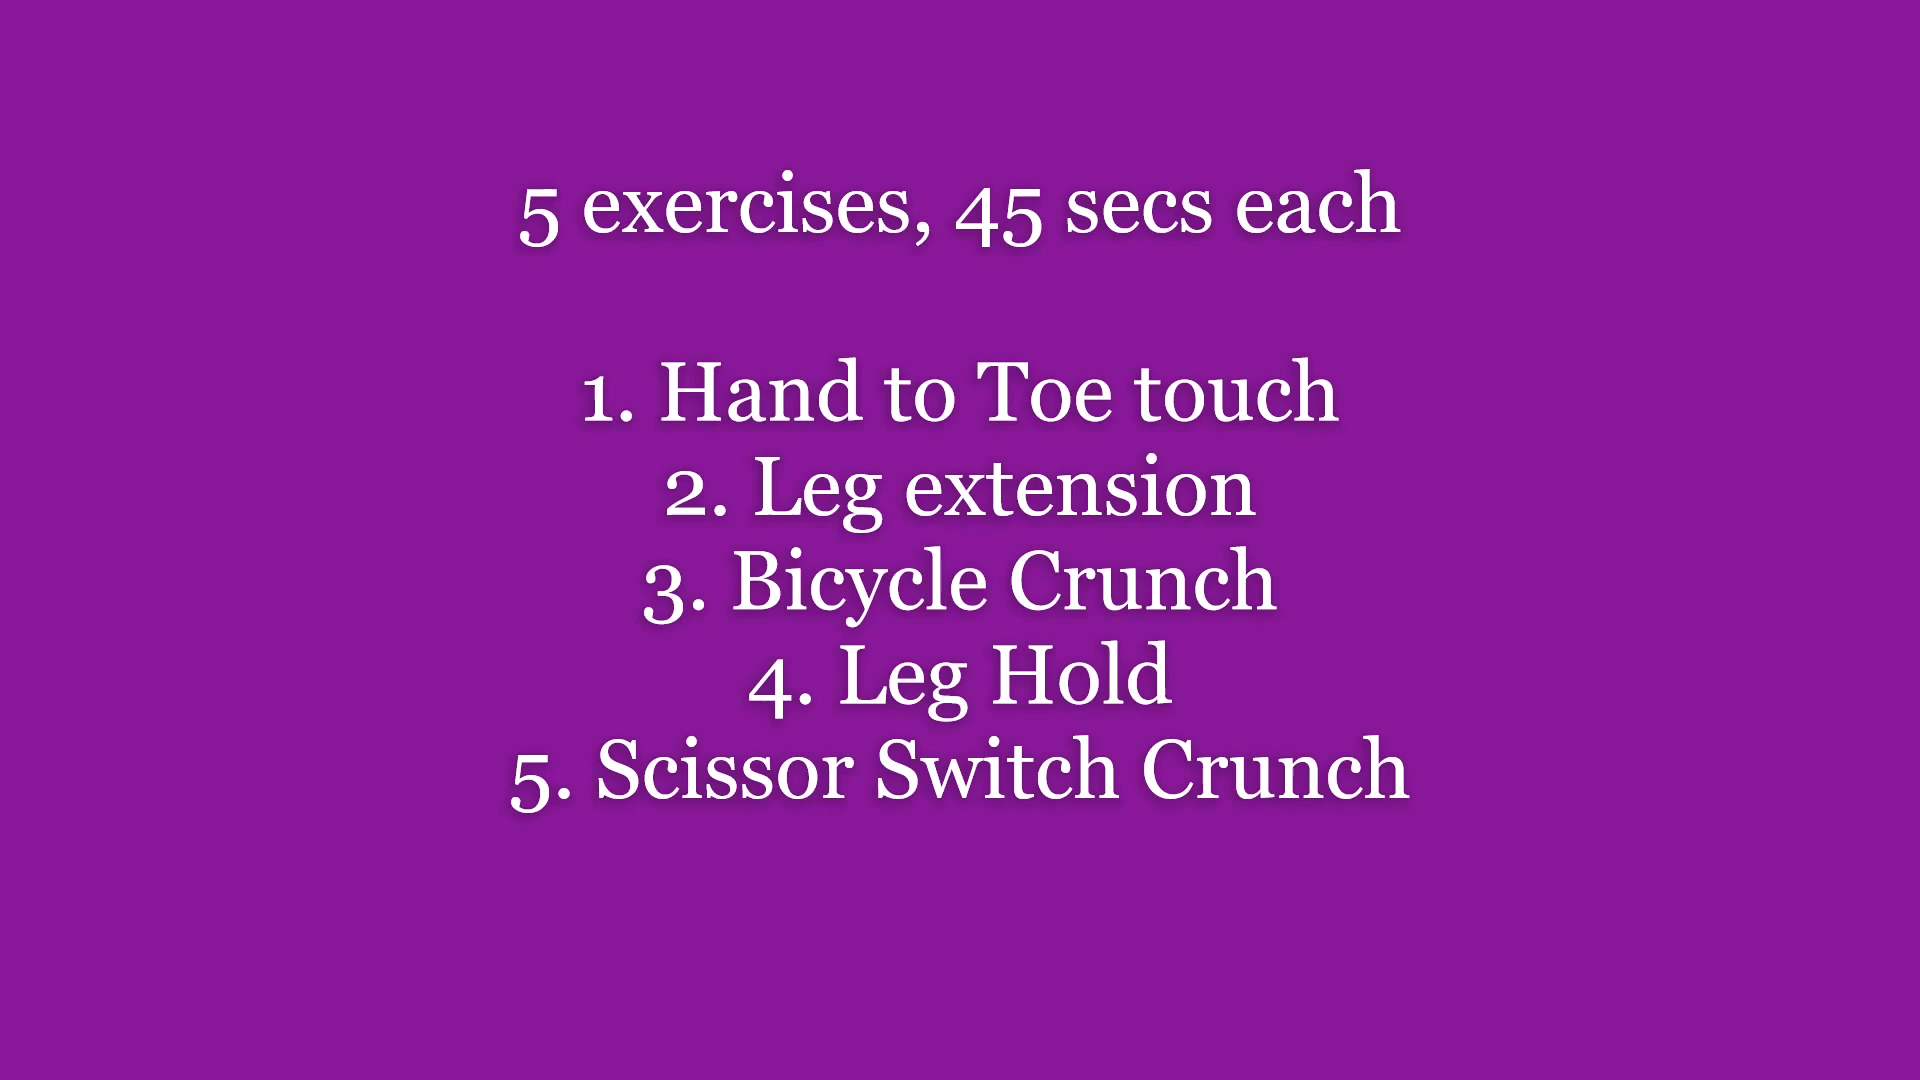 5 exercises, 45 secs each
1. Hand to Toe touch
2. Leg extension
3. Bicycle Crunch
4. Leg Hold
5. Scissor Switch Crunch